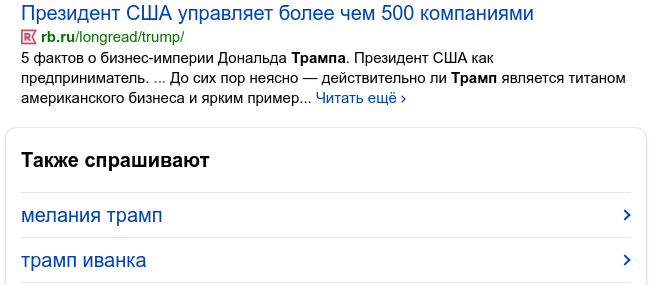 Президент США управляет более чем 500 компаниями
rb.ru/longread/trump/
5 фактов о бизнес-империи Дональда Трампа. Президент США как
предприниматель. ... До сих пор неясно — действительно ли Трамп является титаном
американского бизнеса и ярким пример... Читать ещё ›
Также спрашивают
мелания трамп
трамп иванка